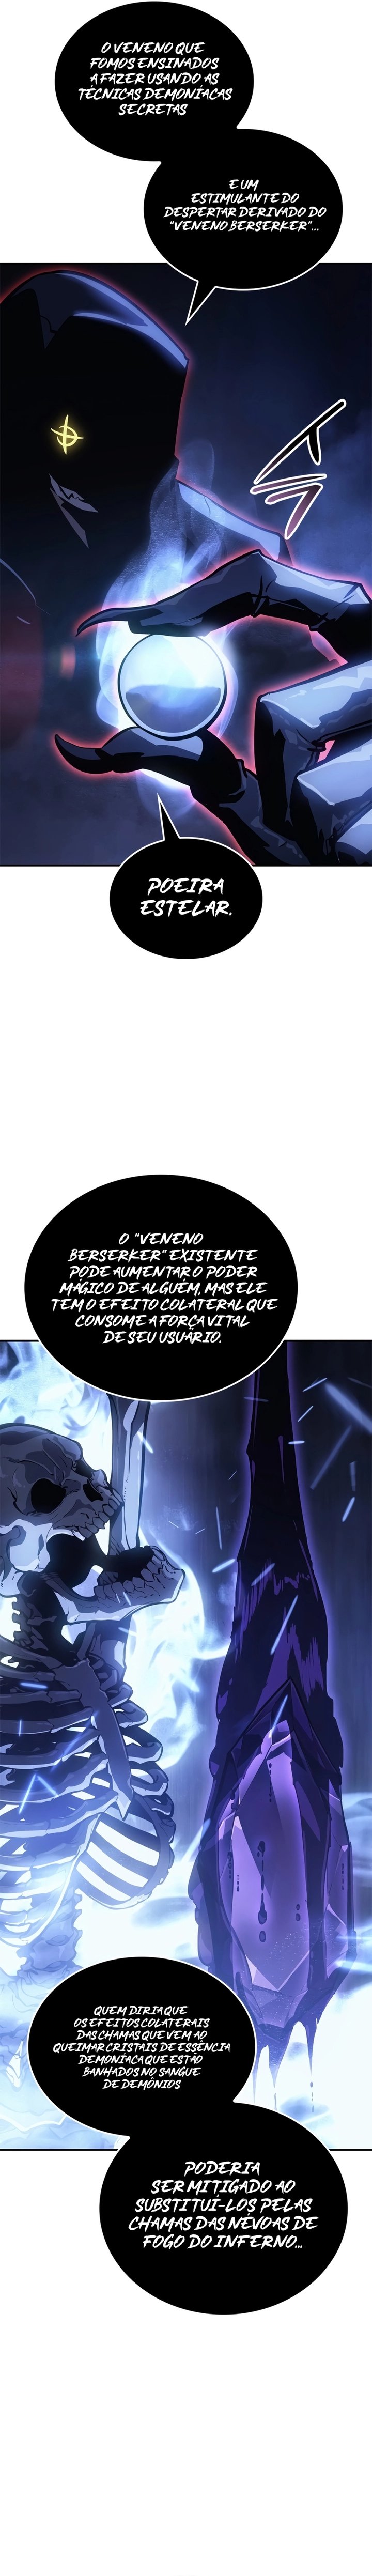 O VENENO QUE
FOMOS ENSINADOS
A FAZER USANDO AS
TÉCNICAS DEMONÍACAS
SECRETAS
E UM
ESTIMULANTE DO
DESPERTAR DERIVADO DO
"VENENO BERSERKER"...
POEIRA
ESTELAR.
O "VENENO
BERSERKER" EXISTENTE
PODE AUMENTAR O PODER
MÁGICO DE ALGUÉM, MAS ELE
TEM O EFEITO COLATERAL QUE
CONSOME A FORÇA VITAL
DE SEU USUÁRIO.
QUEM DIRIA QUE
OS EFEITOS COLATERAIS
DAS CHAMAS QUE VEM AO
QUEIMAR CRISTAIS DE ESSÊNCIA
DEMONÍACA QUE ESTÃO
BANHADOS NO SANGUE
DE DEMÔNIOS
PODERIA
SER MITIGADO AO
SUBSTITUÍ-LOS PELAS
CHAMAS DAS NÉVOAS DE
FOGO DO INFERNO...